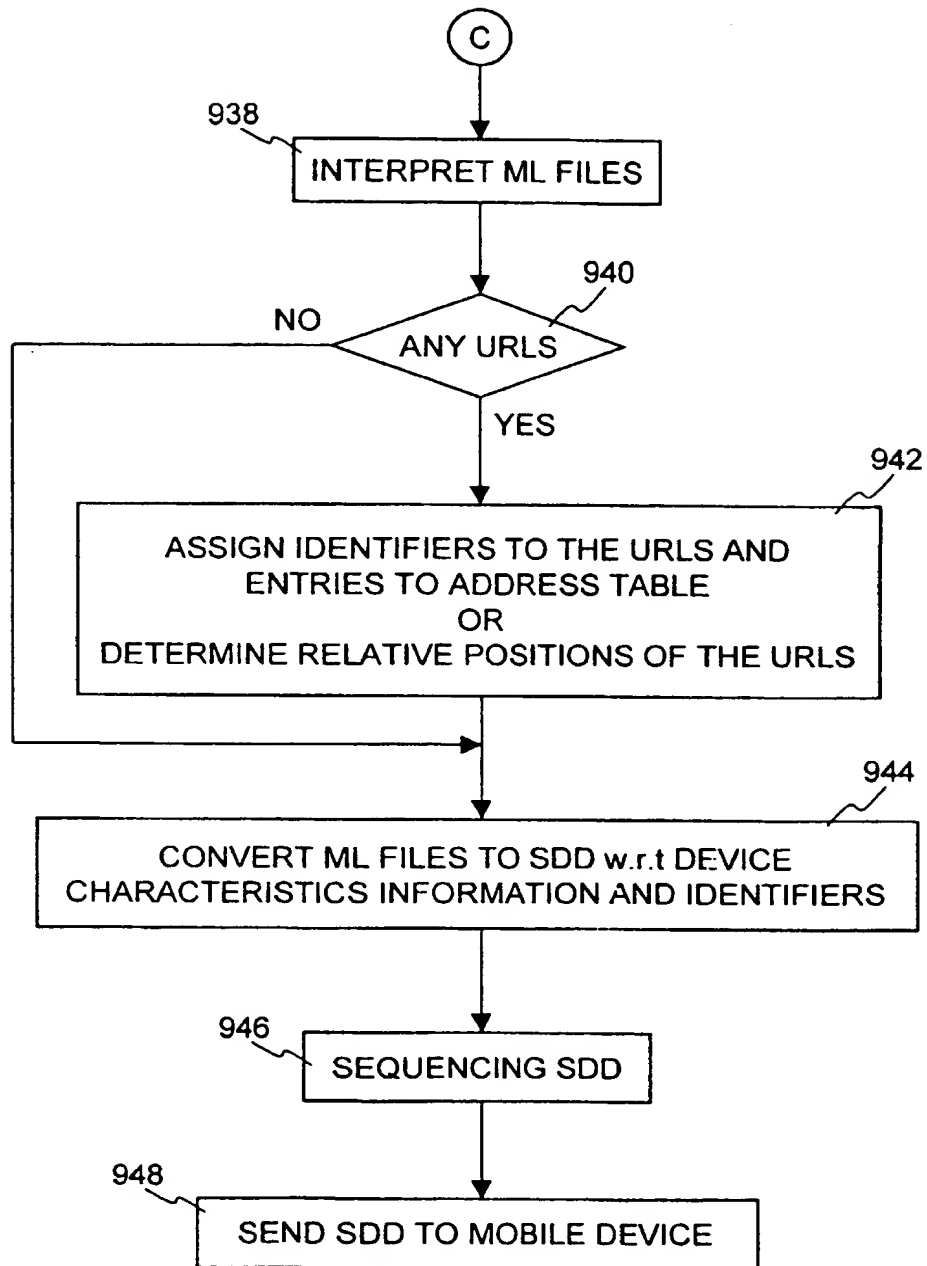 C
938
INTERPRET ML FILES
940
NO
ANY URLS
YES
942
ASSIGN IDENTIFIERS TO THE URLS AND
ENTRIES TO ADDRESS TABLE
OR
DETERMINE RELATIVE POSITIONS OF THE URLS
944
CONVERT ML FILES TO SDD w.r.t DEVICE
CHARACTERISTICS INFORMATION AND IDENTIFIERS
946
SEQUENCING SDD
948
SEND SDD TO MOBILE DEVICE